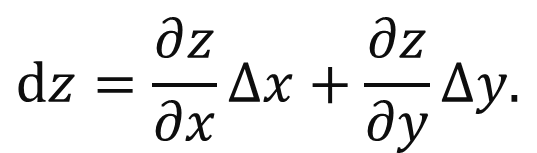 dz = ∂z/∂x Δx + ∂z/∂y Δy.